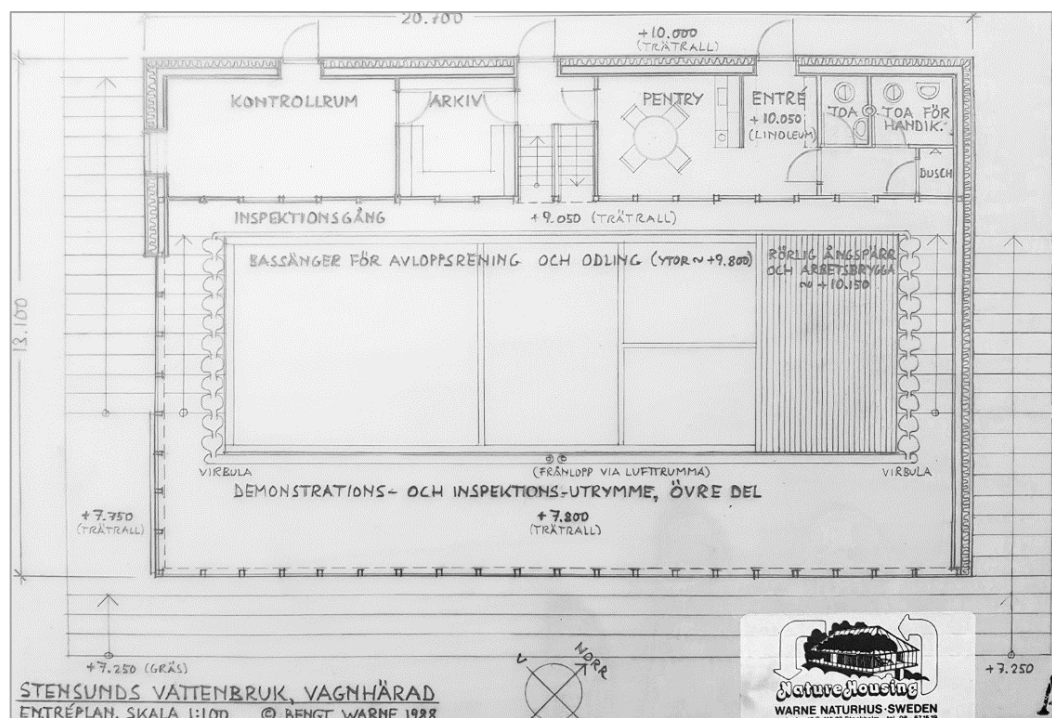 20.700
+10.000
(TRÄTRALL)
KONTROLLRUM
ARKIV
PENTRY
ENTRÉ
+10.050
(LINOLEUM)
TOA
TOA FÖR
HANDIK.
DUSCH
INSPEKTIONSGÅNG
+9.050 (TRÄTRALL)
BASSÄNGER FÖR AVLOPPSRENING OCH ODLING (YTOR ~ +9.800)
RÖRLIG ÅNGSPÄRR
OCH ARBETSBRYGGA
~ +10.150
13.100
VIRBULA
(FRÅNLOPP VIA LUFTTRUMMA)
VIRBULA
DEMONSTRATIONS- OCH INSPEKTIONS-UTRYMME, ÖVRE DEL
+7.800
(TRÄTRALL)
+7.750
(TRÄTRALL)
+7.250 (GRÄS)
V
NORR
+7.250
STENSUNDS VATTENBRUK, VAGNHÄRAD
ENTRÉPLAN, SKALA 1:100 © BENGT WARNE 1988
NatureHousing
WARNE NATURHUS·SWEDEN